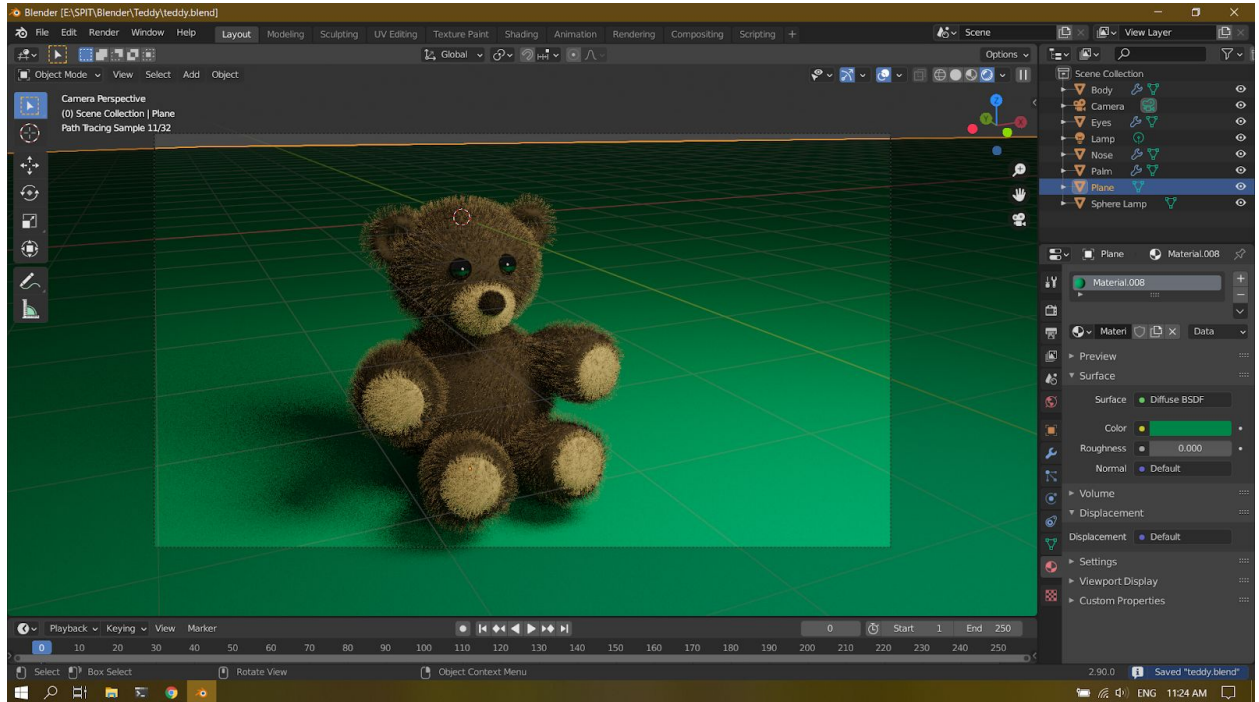 Blender [E:\SPIT\Blender\Teddy\teddy.blend]
File Edit Render Window Help Layout Modeling Sculpting UV Editing Texture Paint Shading Animation Rendering Compositing Scripting + Scene View Layer
Global Options
Object Mode View Select Add Object
Camera Perspective
(0) Scene Collection | Plane
Path Tracing Sample 11/32
Z
Y
X
Scene Collection
Body
Camera
Eyes
Lamp
Nose
Palm
Plane
Sphere Lamp
Plane Material.008
Material.008
Materi Data
Preview
Surface
Surface Diffuse BSDF
Color
Roughness 0.000
Normal Default
Volume
Displacement
Displacement Default
Settings
Viewport Display
Custom Properties
Playback Keying View Marker 0 Start 1 End 250
0 10 20 30 40 50 60 70 80 90 100 110 120 130 140 150 160 170 180 190 200 210 220 230 240 250
Select Box Select Rotate View Object Context Menu 2.90.0 Saved "teddy.blend"
ENG 11:24 AM